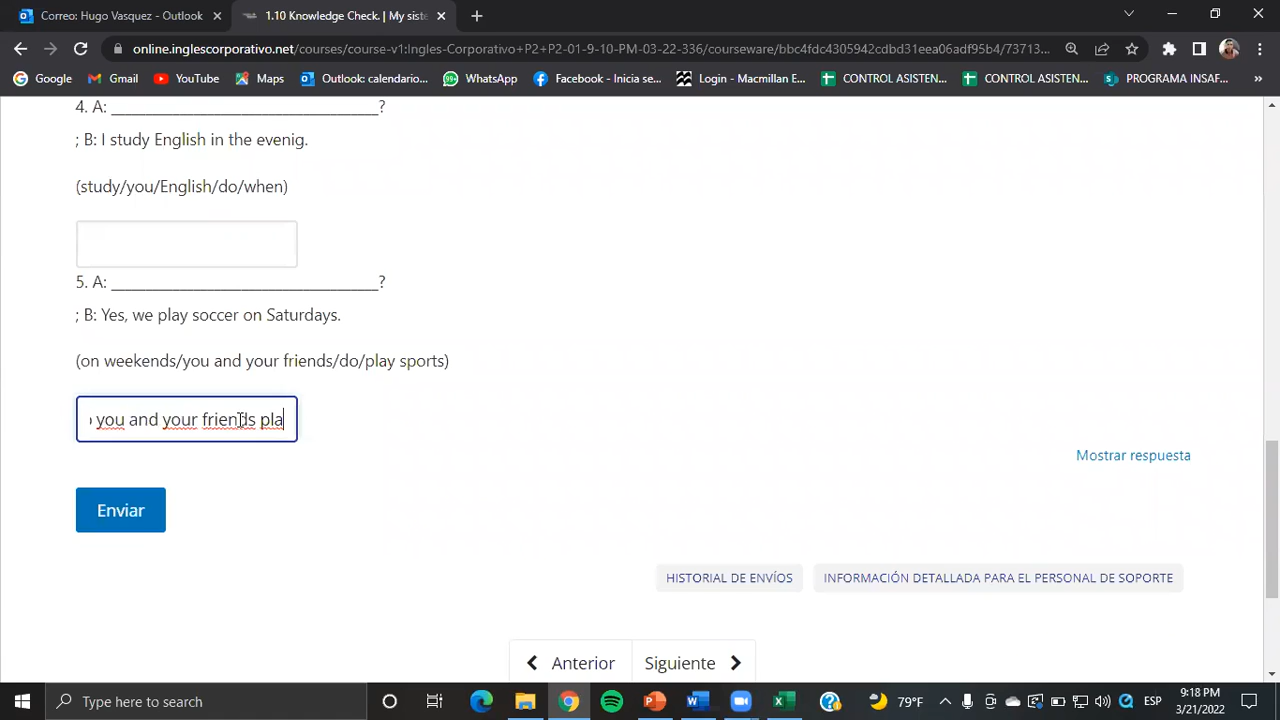 Correo: Hugo Vasquez - Outlook
1.10 Knowledge Check. | My siste
online.inglescorporativo.net/courses/course-v1:Ingles-Corporativo+P2+P2-01-9-10-PM-03-22-336/courseware/bbc4fdc4305942cdbd31eea06adf95b4/73713...
Google
Gmail
YouTube
Maps
Outlook: calendario...
WhatsApp
Facebook - Inicia se...
Login - Macmillan E...
CONTROL ASISTEN...
CONTROL ASISTEN...
PROGRAMA INSAF...
»
4. A: ___________________________________?
; B: I study English in the evenig.
(study/you/English/do/when)
5. A: ___________________________________?
; B: Yes, we play soccer on Saturdays.
(on weekends/you and your friends/do/play sports)
you and your friends pla
Mostrar respuesta
Enviar
HISTORIAL DE ENVÍOS
INFORMACIÓN DETALLADA PARA EL PERSONAL DE SOPORTE
Anterior
Siguiente
Type here to search
79°F
ESP
9:18 PM
3/21/2022